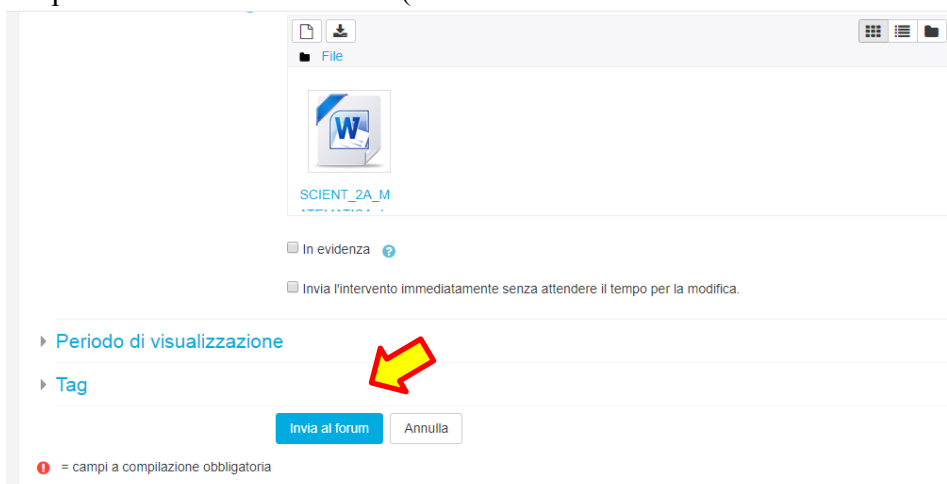 File
W
SCIENT_2A_M
In evidenza
Invia l'intervento immediatamente senza attendere il tempo per la modifica.
Periodo di visualizzazione
Tag
Invia al forum Annulla
= campi a compilazione obbligatoria